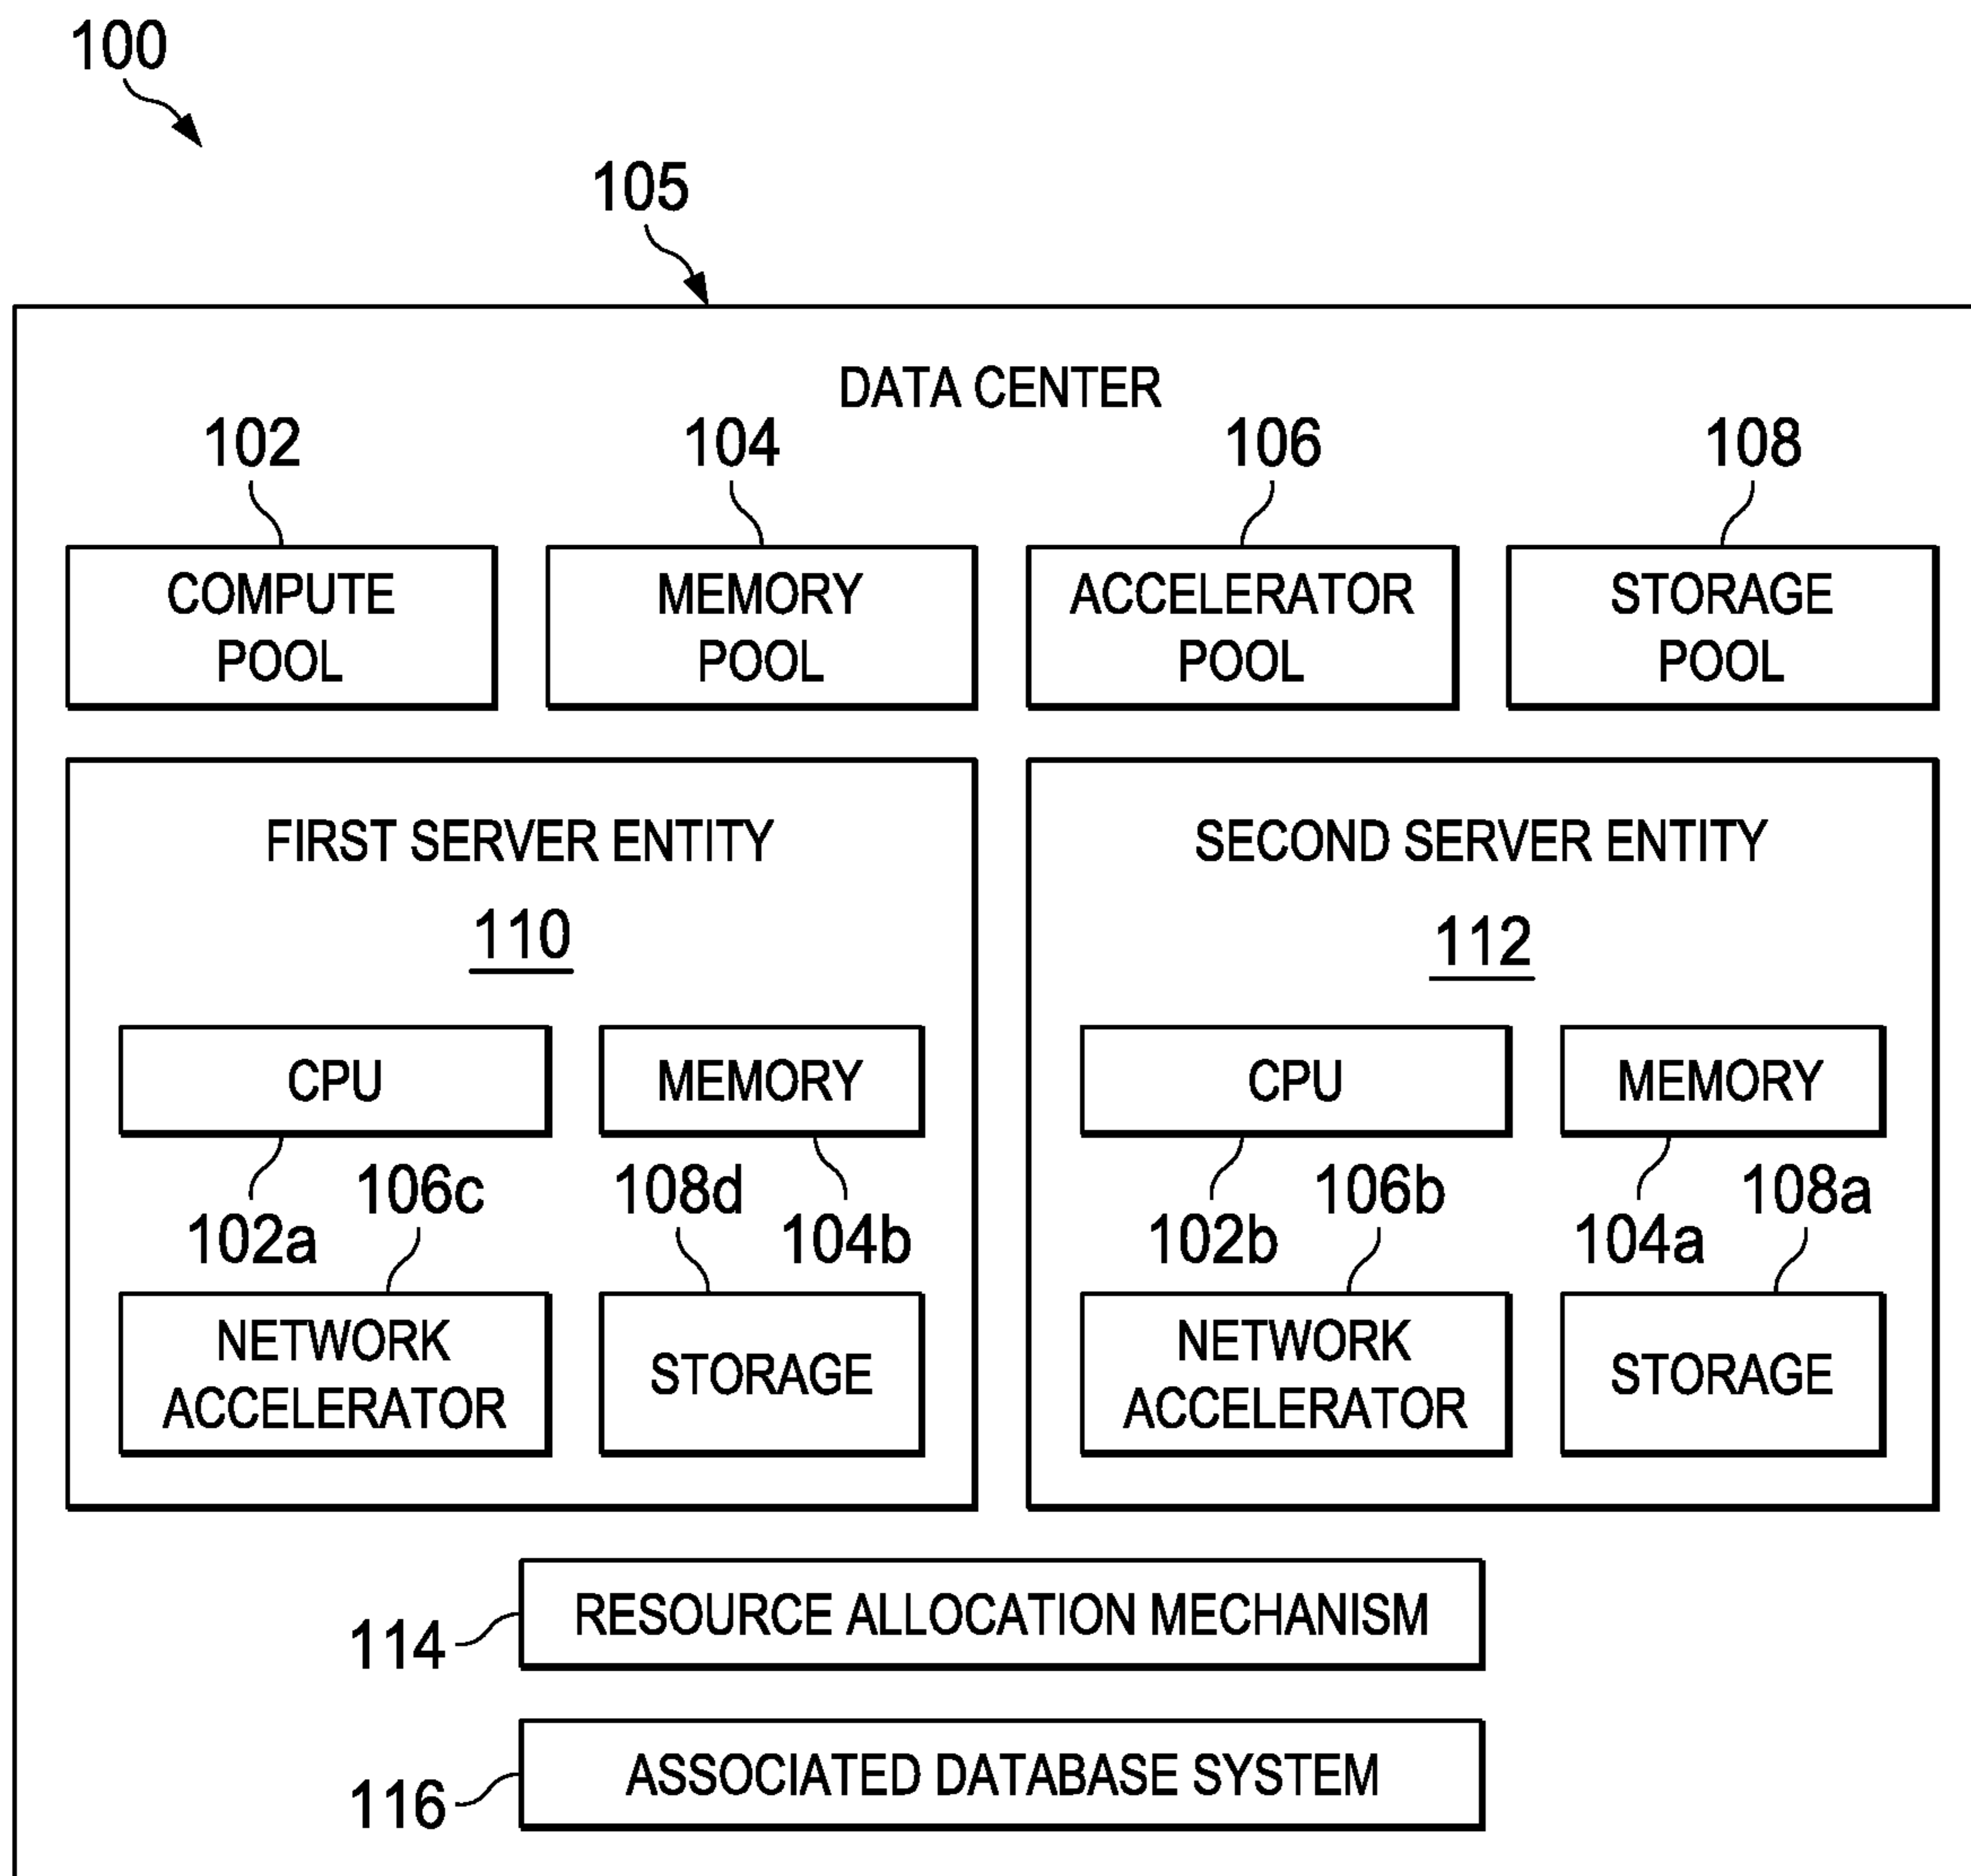 100
105
DATA CENTER
102
104
106
108
COMPUTE
POOL
MEMORY
POOL
ACCELERATOR
POOL
STORAGE
POOL
FIRST SERVER ENTITY
110
CPU
MEMORY
102a
106c
108d
104b
NETWORK
ACCELERATOR
STORAGE
SECOND SERVER ENTITY
112
CPU
MEMORY
102b
106b
104a
108a
NETWORK
ACCELERATOR
STORAGE
114
RESOURCE ALLOCATION MECHANISM
116
ASSOCIATED DATABASE SYSTEM